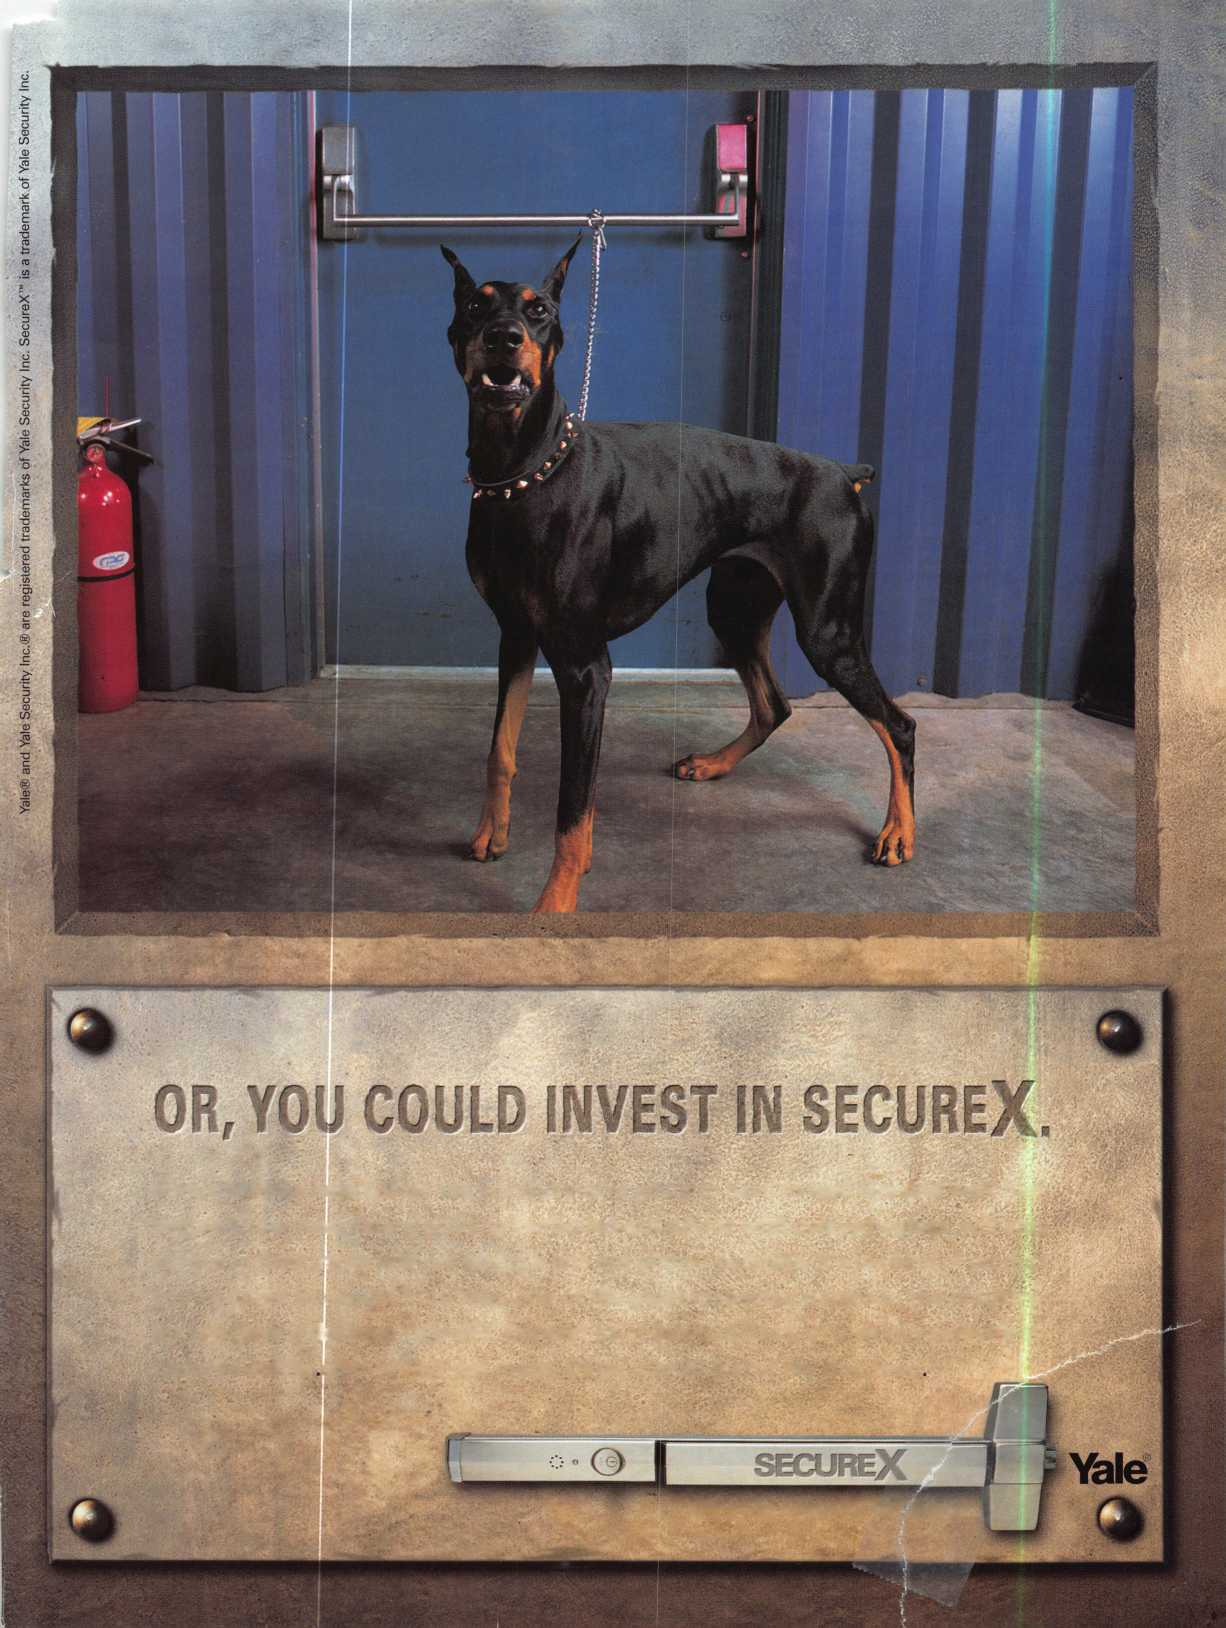 Yale® and Yale Security Inc.® are registered trademarks of Yale Security Inc. SecureX™ is a trademark of Yale Security Inc.
OR, YOU COULD INVEST IN SECUREX.
SECUREX
Yale®